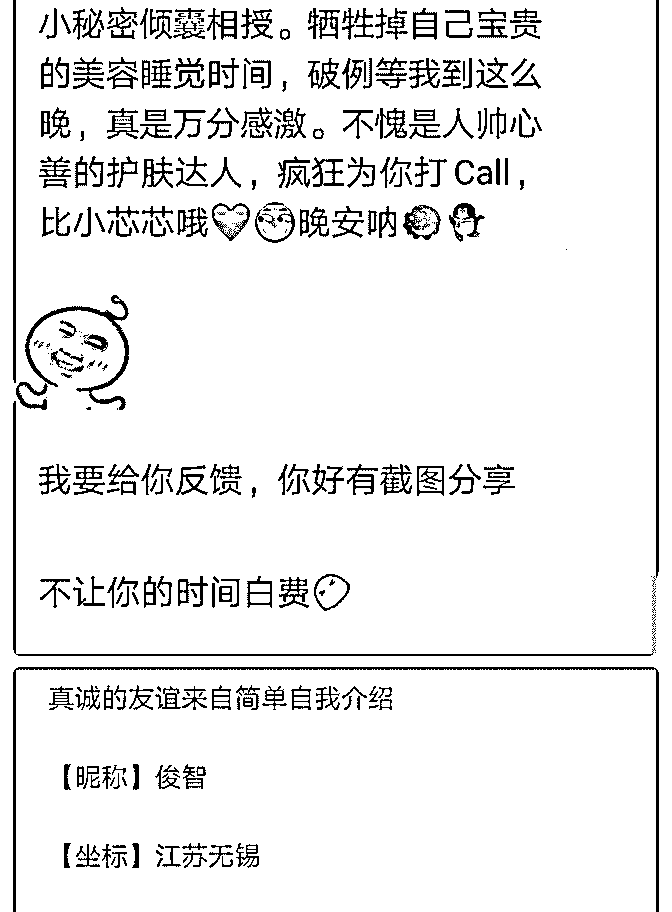 小秘密倾囊相授。牺牲掉自己宝贵
的美容睡觉时间，破例等我到这么
晚，真是万分感激。不愧是人帅心
善的护肤达人，疯狂为你打 Call，
比小芯芯哦晚安呐
我要给你反馈，你好有截图分享
不让你的时间白费
真诚的友谊来自简单自我介绍
【昵称】俊智
【坐标】江苏无锡